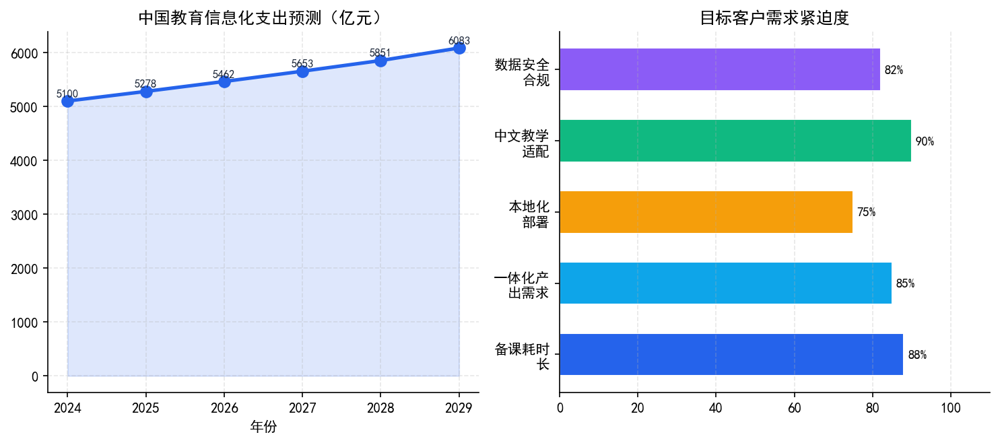 中国教育信息化支出预测（亿元）
6000
5000
4000
3000
2000
1000
0
5100
5278
5462
5653
5851
6083
2024
2025
2026
2027
2028
2029
年份
目标客户需求紧迫度
数据安全
合规
82%
中文教学
适配
90%
本地化
部署
75%
一体化产
出需求
85%
备课耗时
长
88%
0
20
40
60
80
100